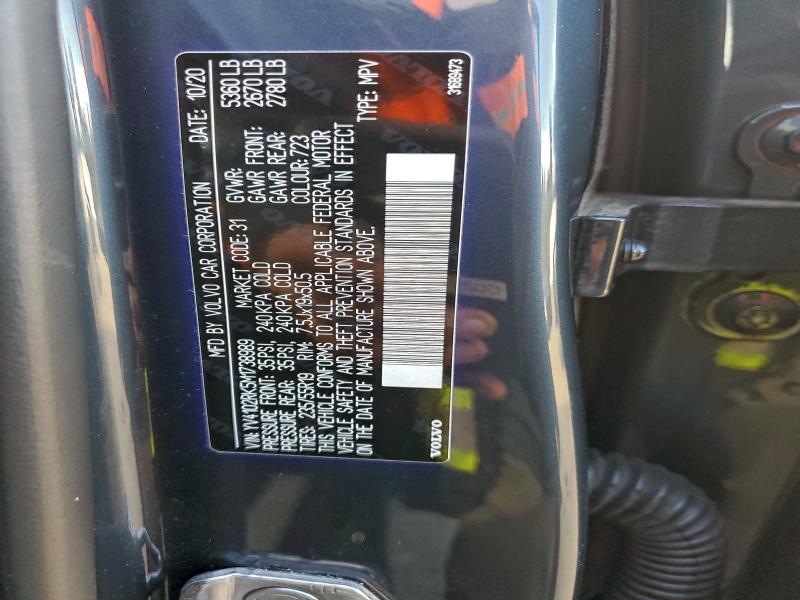 MFD BY VOLVO CAR CORPORATION DATE: 10/20
VIN: YV4102RK5M1738989 MARKET CODE: 31 GVWR: 5360 LB
PRESSURE FRONT: 35PSI, 240KPA COLD GAWR FRONT: 2670 LB
PRESSURE REAR: 35PSI, 240KPA COLD GAWR REAR: 2780 LB
TIRES: 235/55R19 RIM: 7,5Jx19x50.5 COLOUR: 723
THIS VEHICLE CONFORMS TO ALL APPLICABLE FEDERAL MOTOR
VEHICLE SAFETY AND THEFT PREVENTION STANDARDS IN EFFECT
ON THE DATE OF MANUFACTURE SHOWN ABOVE. TYPE: MPV
VOLVO 31689473